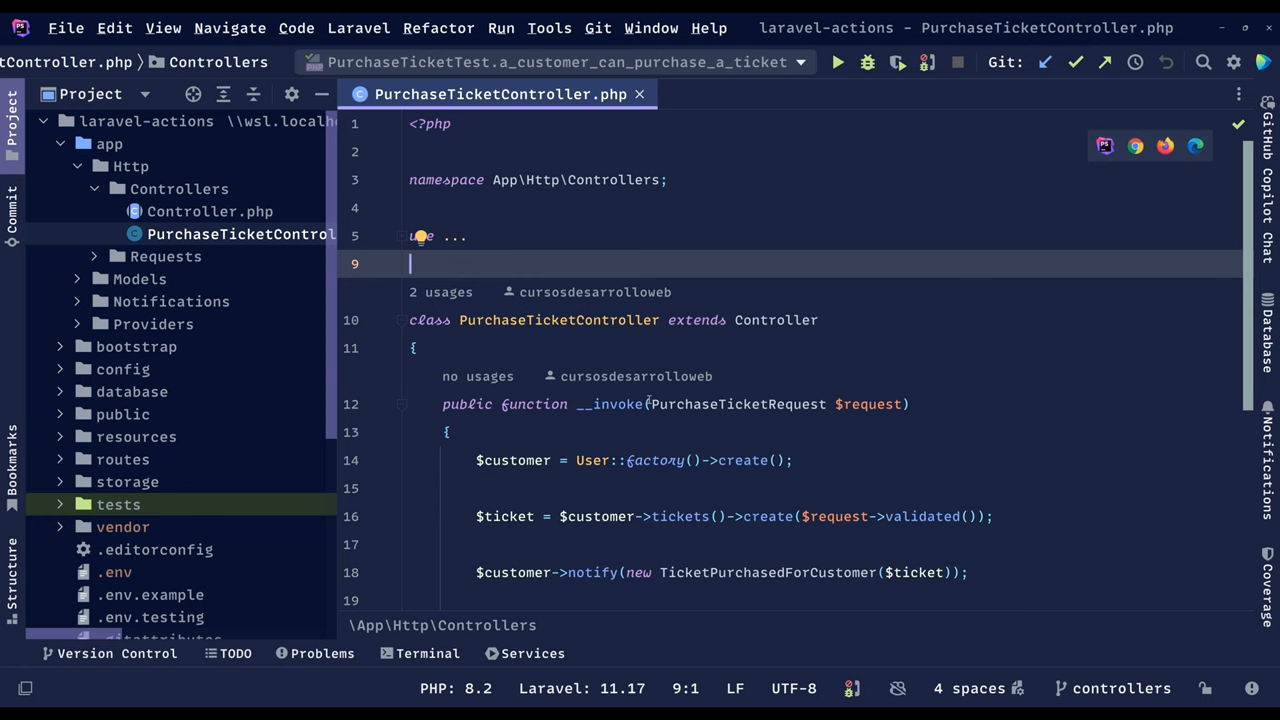 PS File Edit View Navigate Code Laravel Refactor Run Tools Git Window Help laravel-actions – PurchaseTicketController.php
tController.php Controllers PurchaseTicketTest.a_customer_can_purchase_a_ticket Git:
Project PurchaseTicketController.php
Project
Commit
Bookmarks
Structure
laravel-actions \\wsl.localh
app
Http
Controllers
Controller.php
PurchaseTicketControl
Requests
Models
Notifications
Providers
bootstrap
config
database
public
resources
routes
storage
tests
vendor
.editorconfig
.env
.env.example
.env.testing
.gitattributes
1 <?php
2
3 namespace App\Http\Controllers;
4
5 use ...
9
2 usages cursosdesarrolloweb
10 class PurchaseTicketController extends Controller
11 {
no usages cursosdesarrolloweb
12 public function __invoke(PurchaseTicketRequest $request)
13 {
14 $customer = User::factory()->create();
15
16 $ticket = $customer->tickets()->create($request->validated());
17
18 $customer->notify(new TicketPurchasedForCustomer($ticket));
19
\App\Http\Controllers
GitHub Copilot Chat
Database
Notifications
Coverage
Version Control TODO Problems Terminal Services
PHP: 8.2 Laravel: 11.17 9:1 LF UTF-8 4 spaces controllers